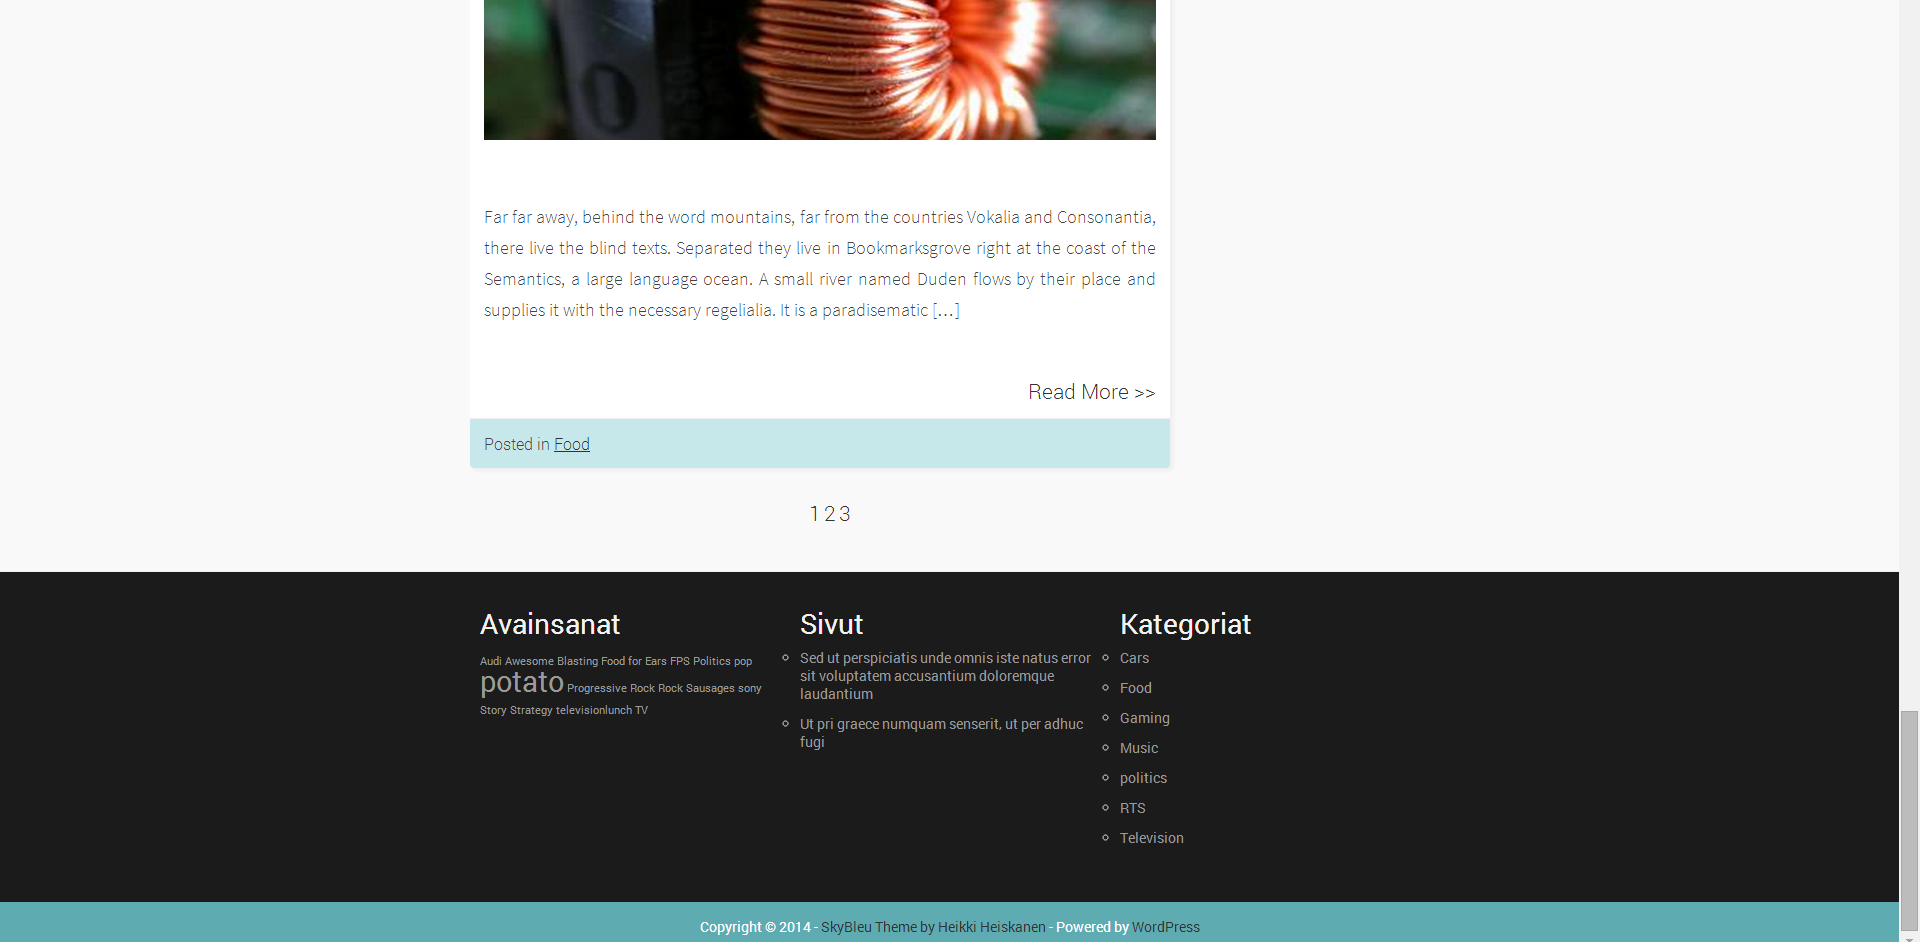 Far far away, behind the word mountains, far from the countries Vokalia and Consonantia,
there live the blind texts. Separated they live in Bookmarksgrove right at the coast of the
Semantics, a large language ocean. A small river named Duden flows by their place and
supplies it with the necessary regelialia. It is a paradisematic […]
Read More >>
Posted in Food
1 2 3
Avainsanat
Audi Awesome Blasting Food for Ears FPS Politics pop
potato Progressive Rock Rock Sausages sony
Story Strategy televisionlunch TV
Sivut
Sed ut perspiciatis unde omnis iste natus error
sit voluptatem accusantium doloremque
laudantium
Ut pri graece numquam senserit, ut per adhuc
fugi
Kategoriat
Cars
Food
Gaming
Music
politics
RTS
Television
Copyright © 2014 - SkyBleu Theme by Heikki Heiskanen - Powered by WordPress